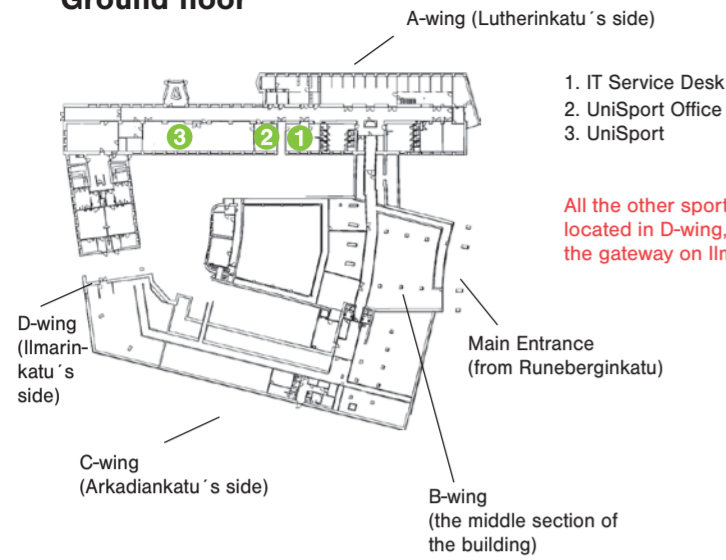 Ground floor
A-wing (Lutherinkatu´s side)
1. IT Service Desk
2. UniSport Office
3. UniSport
3
2
1
All the other sport
located in D-wing,
the gateway on
D-wing
(Ilmarin-
katu´s
side)
Main Entrance
(from Runeberginkatu)
C-wing
(Arkadiankatu´s side)
B-wing
(the middle section of
the building)